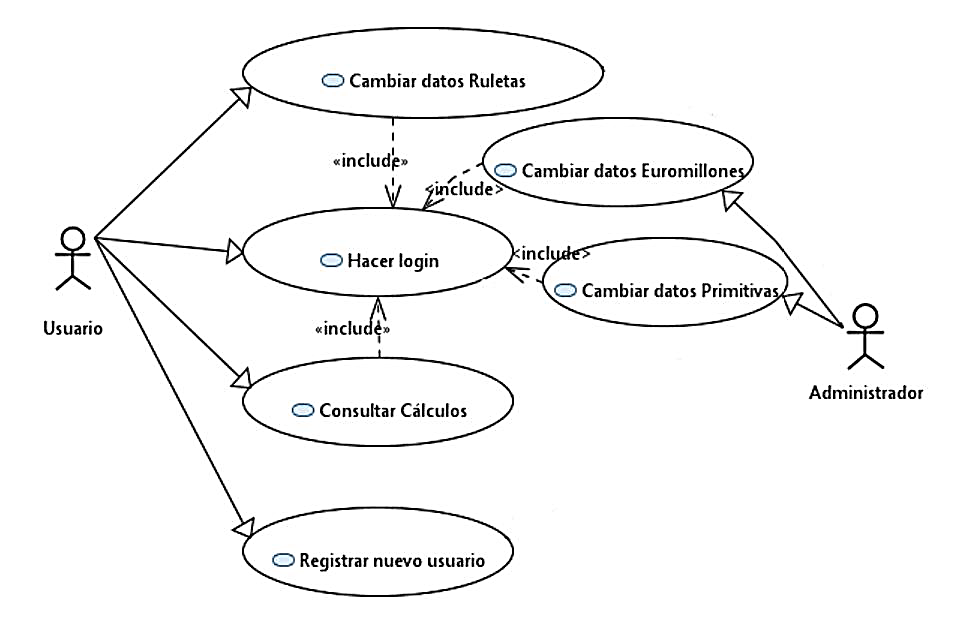 Cambiar datos Ruletas
«include»
Cambiar datos Euromillones
<include>
Hacer login
<include>
Cambiar datos Primitivas
Usuario
«include»
Administrador
Consultar Cálculos
Registrar nuevo usuario